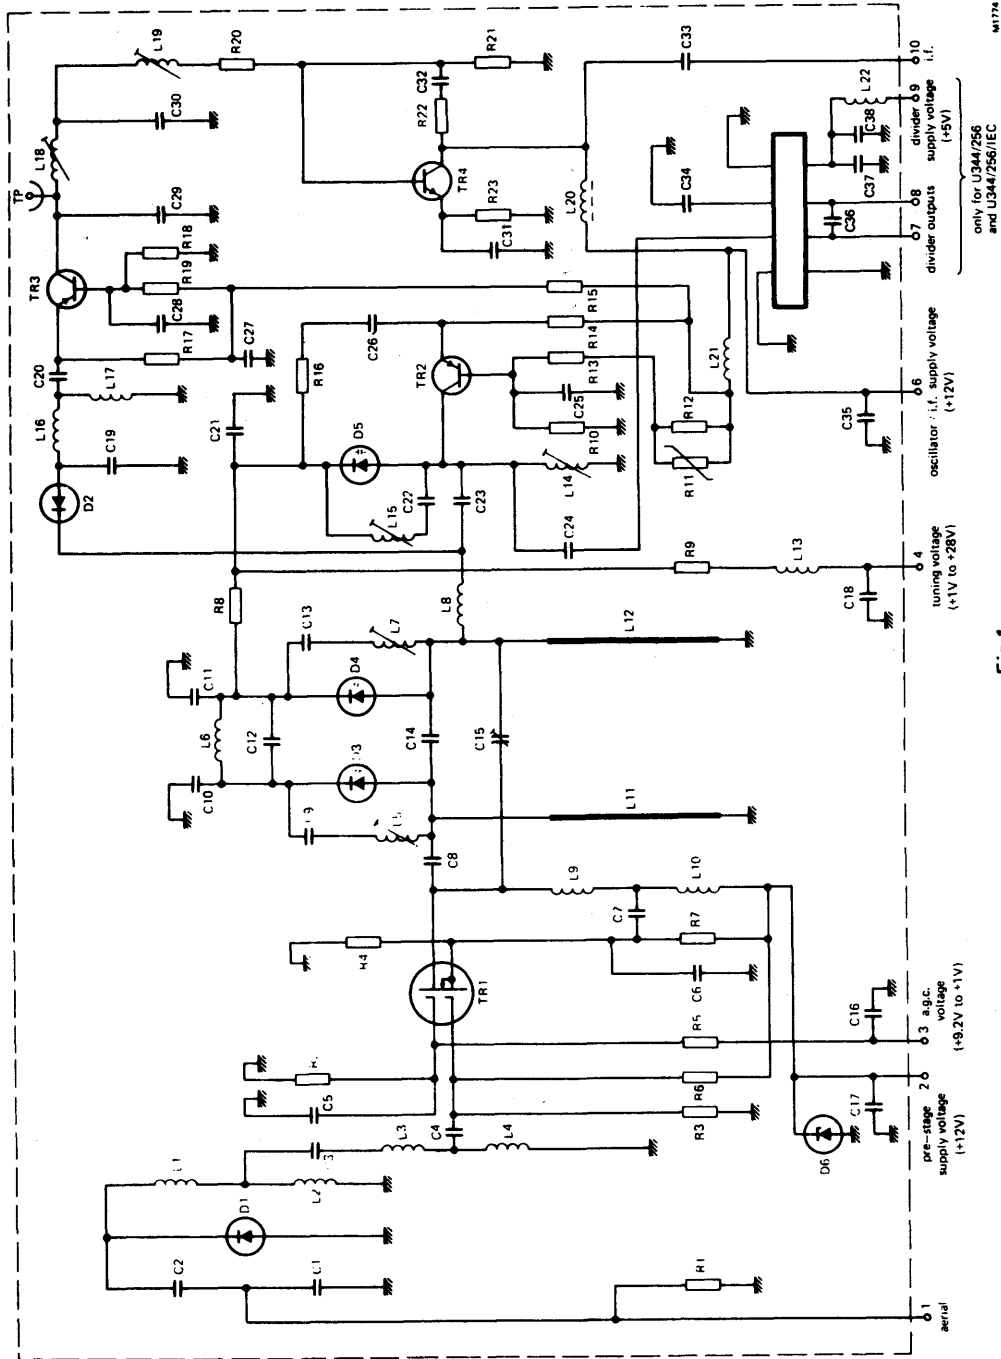 TP
L18
L19
R20
C30
C29
TR3
R18
R19
C28
R17
C27
C20
L17
L16
C19
D2
R21
C32
R22
TR4
R23
C31
L20
C33
C34
C21
R16
C26
D5
TR2
R15
R14
R13
C25
R10
L14
L15
C22
C23
C24
R12
R11
L21
L22
C38
C37
C36
C35
R8
R9
L13
C18
C11
L6
C10
C12
C13
L7
D4
C14
C15
L8
L12
L11
C8
L9
L10
C7
R7
C6
R4
TR1
R5
C16
R6
R3
C5
C4
L3
L4
L2
D1
C2
R1
D6
C17
1
aerial
2
pre-stage
supply voltage
(+12V)
3 a.g.c.
voltage
(+9.2V to +1V)
4
tuning voltage
(+1V to +28V)
6
oscillator / i.f. supply voltage
(+12V)
7 8
divider outputs
9
divider
supply voltage
(+5V)
10
i.f.
only for U344/256
and U344/256/IEC
M1774